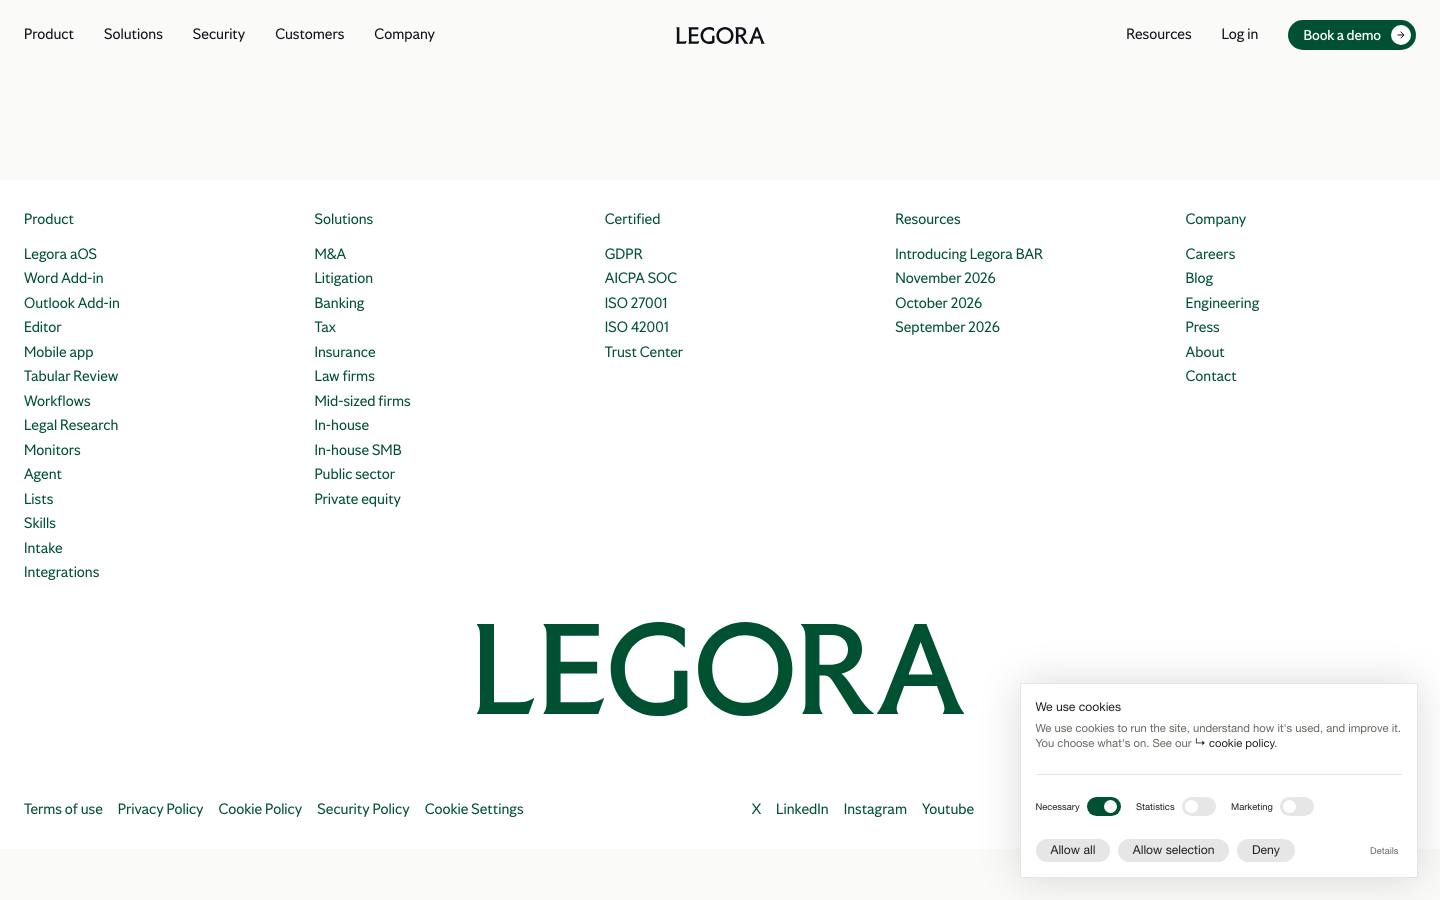 Product Solutions Security Customers Company LEGORA Resources Log in Book a demo
Product
Legora aOS
Word Add-in
Outlook Add-in
Editor
Mobile app
Tabular Review
Workflows
Legal Research
Monitors
Agent
Lists
Skills
Intake
Integrations
Solutions
M&A
Litigation
Banking
Tax
Insurance
Law firms
Mid-sized firms
In-house
In-house SMB
Public sector
Private equity
Certified
GDPR
AICPA SOC
ISO 27001
ISO 42001
Trust Center
Resources
Introducing Legora BAR
November 2026
October 2026
September 2026
Company
Careers
Blog
Engineering
Press
About
Contact
LEGORA
Terms of use Privacy Policy Cookie Policy Security Policy Cookie Settings X LinkedIn Instagram Youtube
We use cookies
We use cookies to run the site, understand how it's used, and improve it.
You choose what's on. See our ↳ cookie policy.
Necessary Statistics Marketing
Allow all Allow selection Deny Details